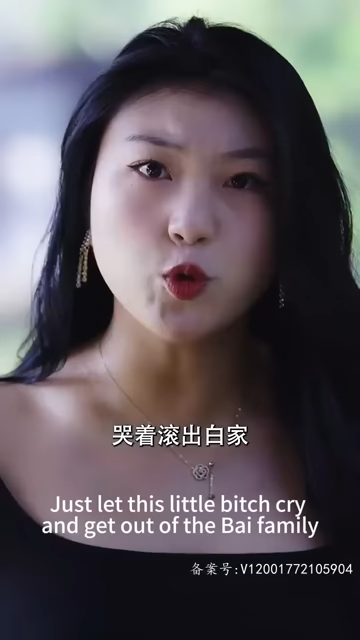 哭着滚出白家
Just let this little bitch cry
and get out of the Bai family
备案号:V12001772105904